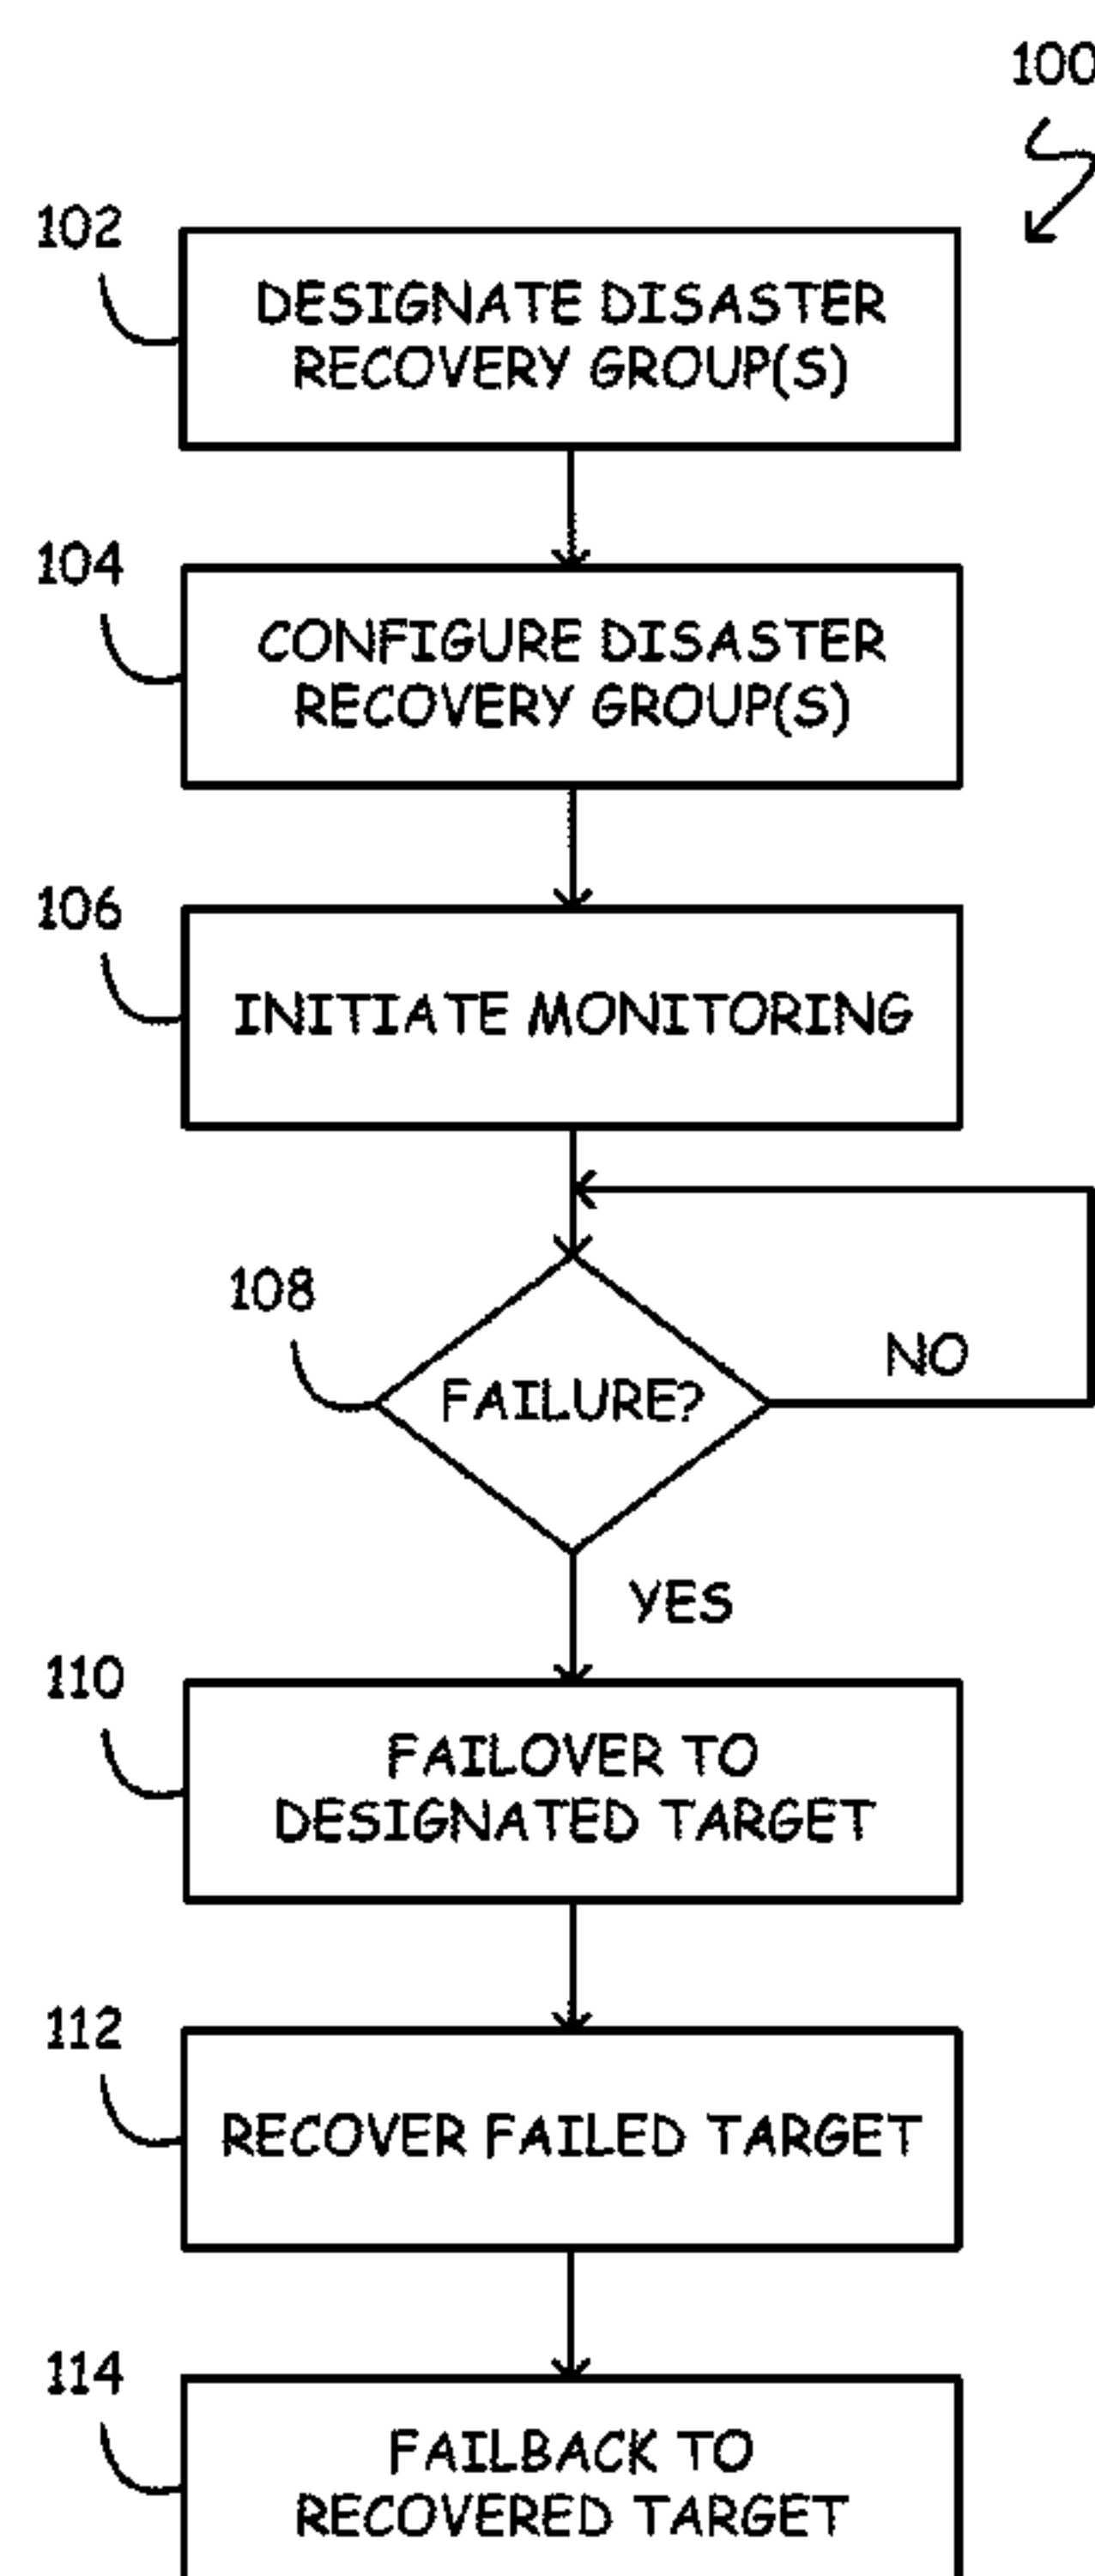 100
102
DESIGNATE DISASTER
RECOVERY GROUP(S)
104
CONFIGURE DISASTER
RECOVERY GROUP(S)
106
INITIATE MONITORING
108
FAILURE?
NO
YES
110
FAILOVER TO
DESIGNATED TARGET
112
RECOVER FAILED TARGET
114
FAILBACK TO
RECOVERED TARGET